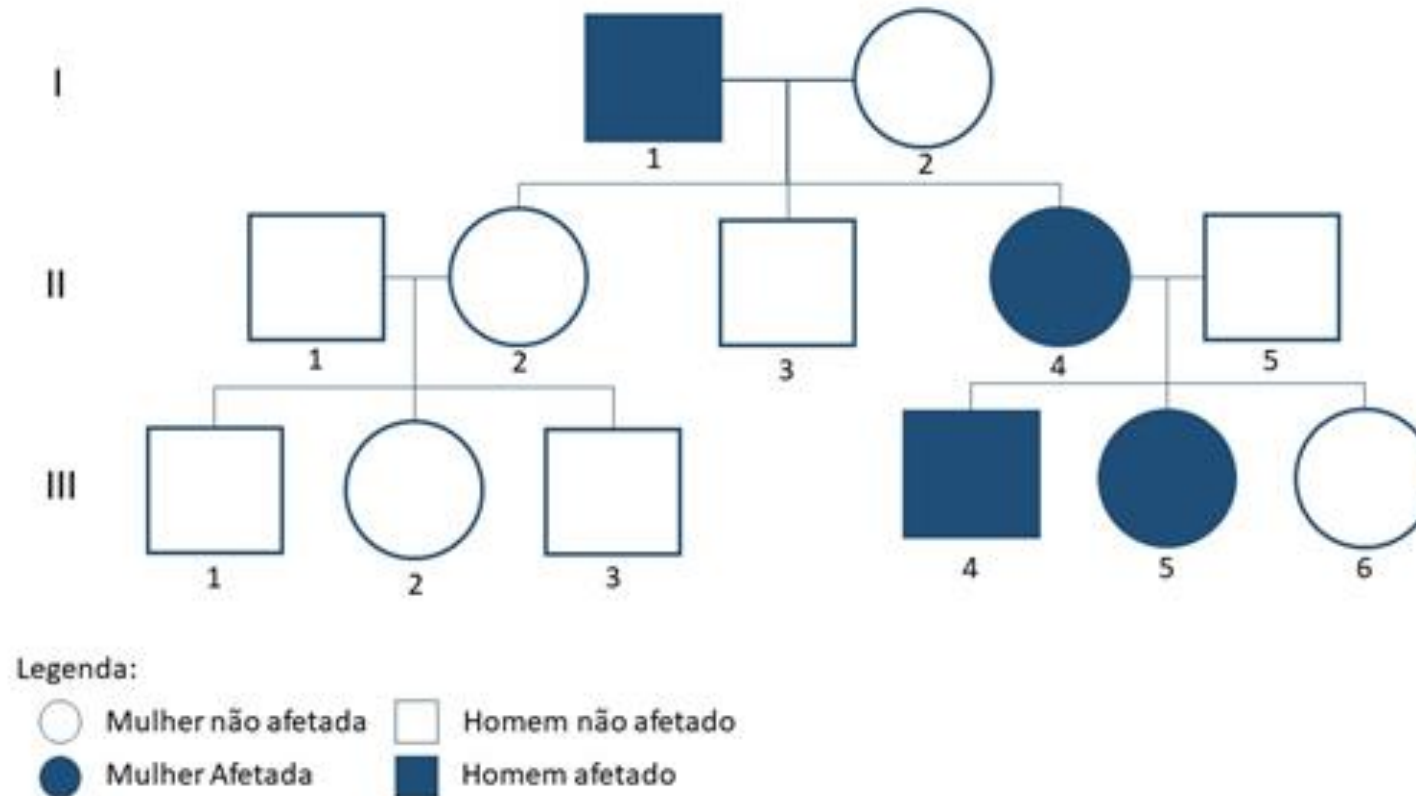 I
1 2
II
1 2 3 4 5
III
1 2 3 4 5 6
Legenda:
Mulher não afetada Homem não afetado
Mulher Afetada Homem afetado